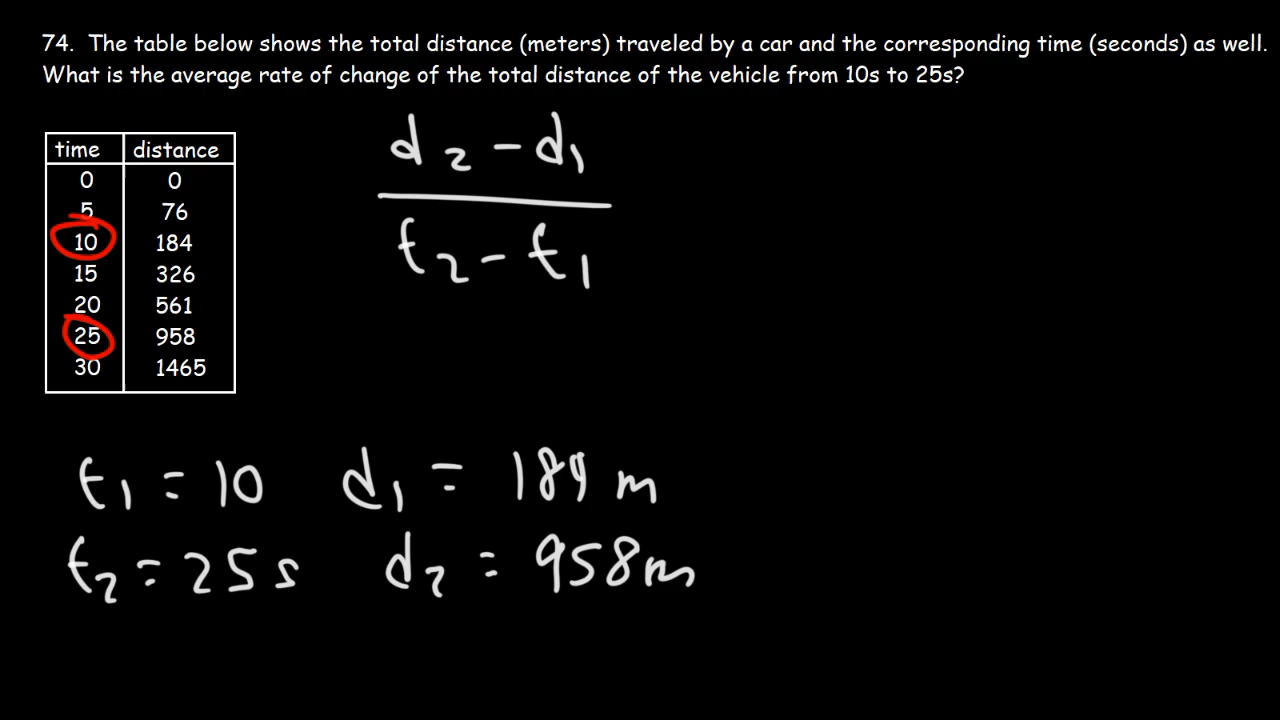 74. The table below shows the total distance (meters) traveled by a car and the corresponding time (seconds) as well.
What is the average rate of change of the total distance of the vehicle from 10s to 25s?
time distance
0 0
5 76
10 184
15 326
20 561
25 958
30 1465
d2 - d1
t2 - t1
t1 = 10 d1 = 184 m
t2 = 25 s d2 = 958 m